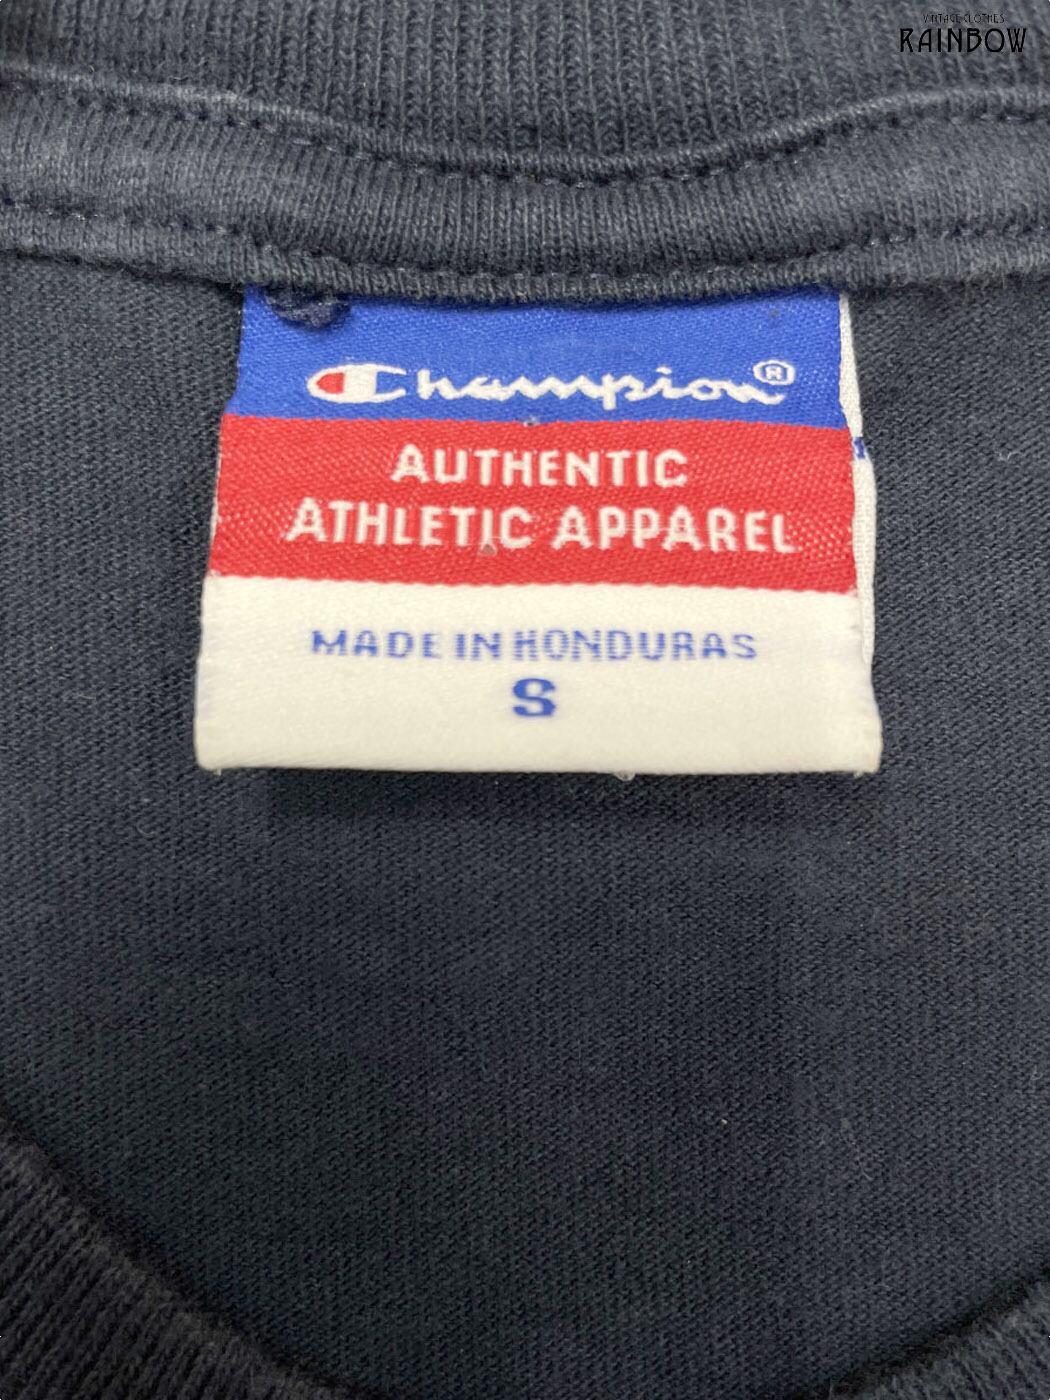 VINTAGE CLOTHES
RAINBOW
Champion®
AUTHENTIC
ATHLETIC APPAREL
MADE IN HONDURAS
S